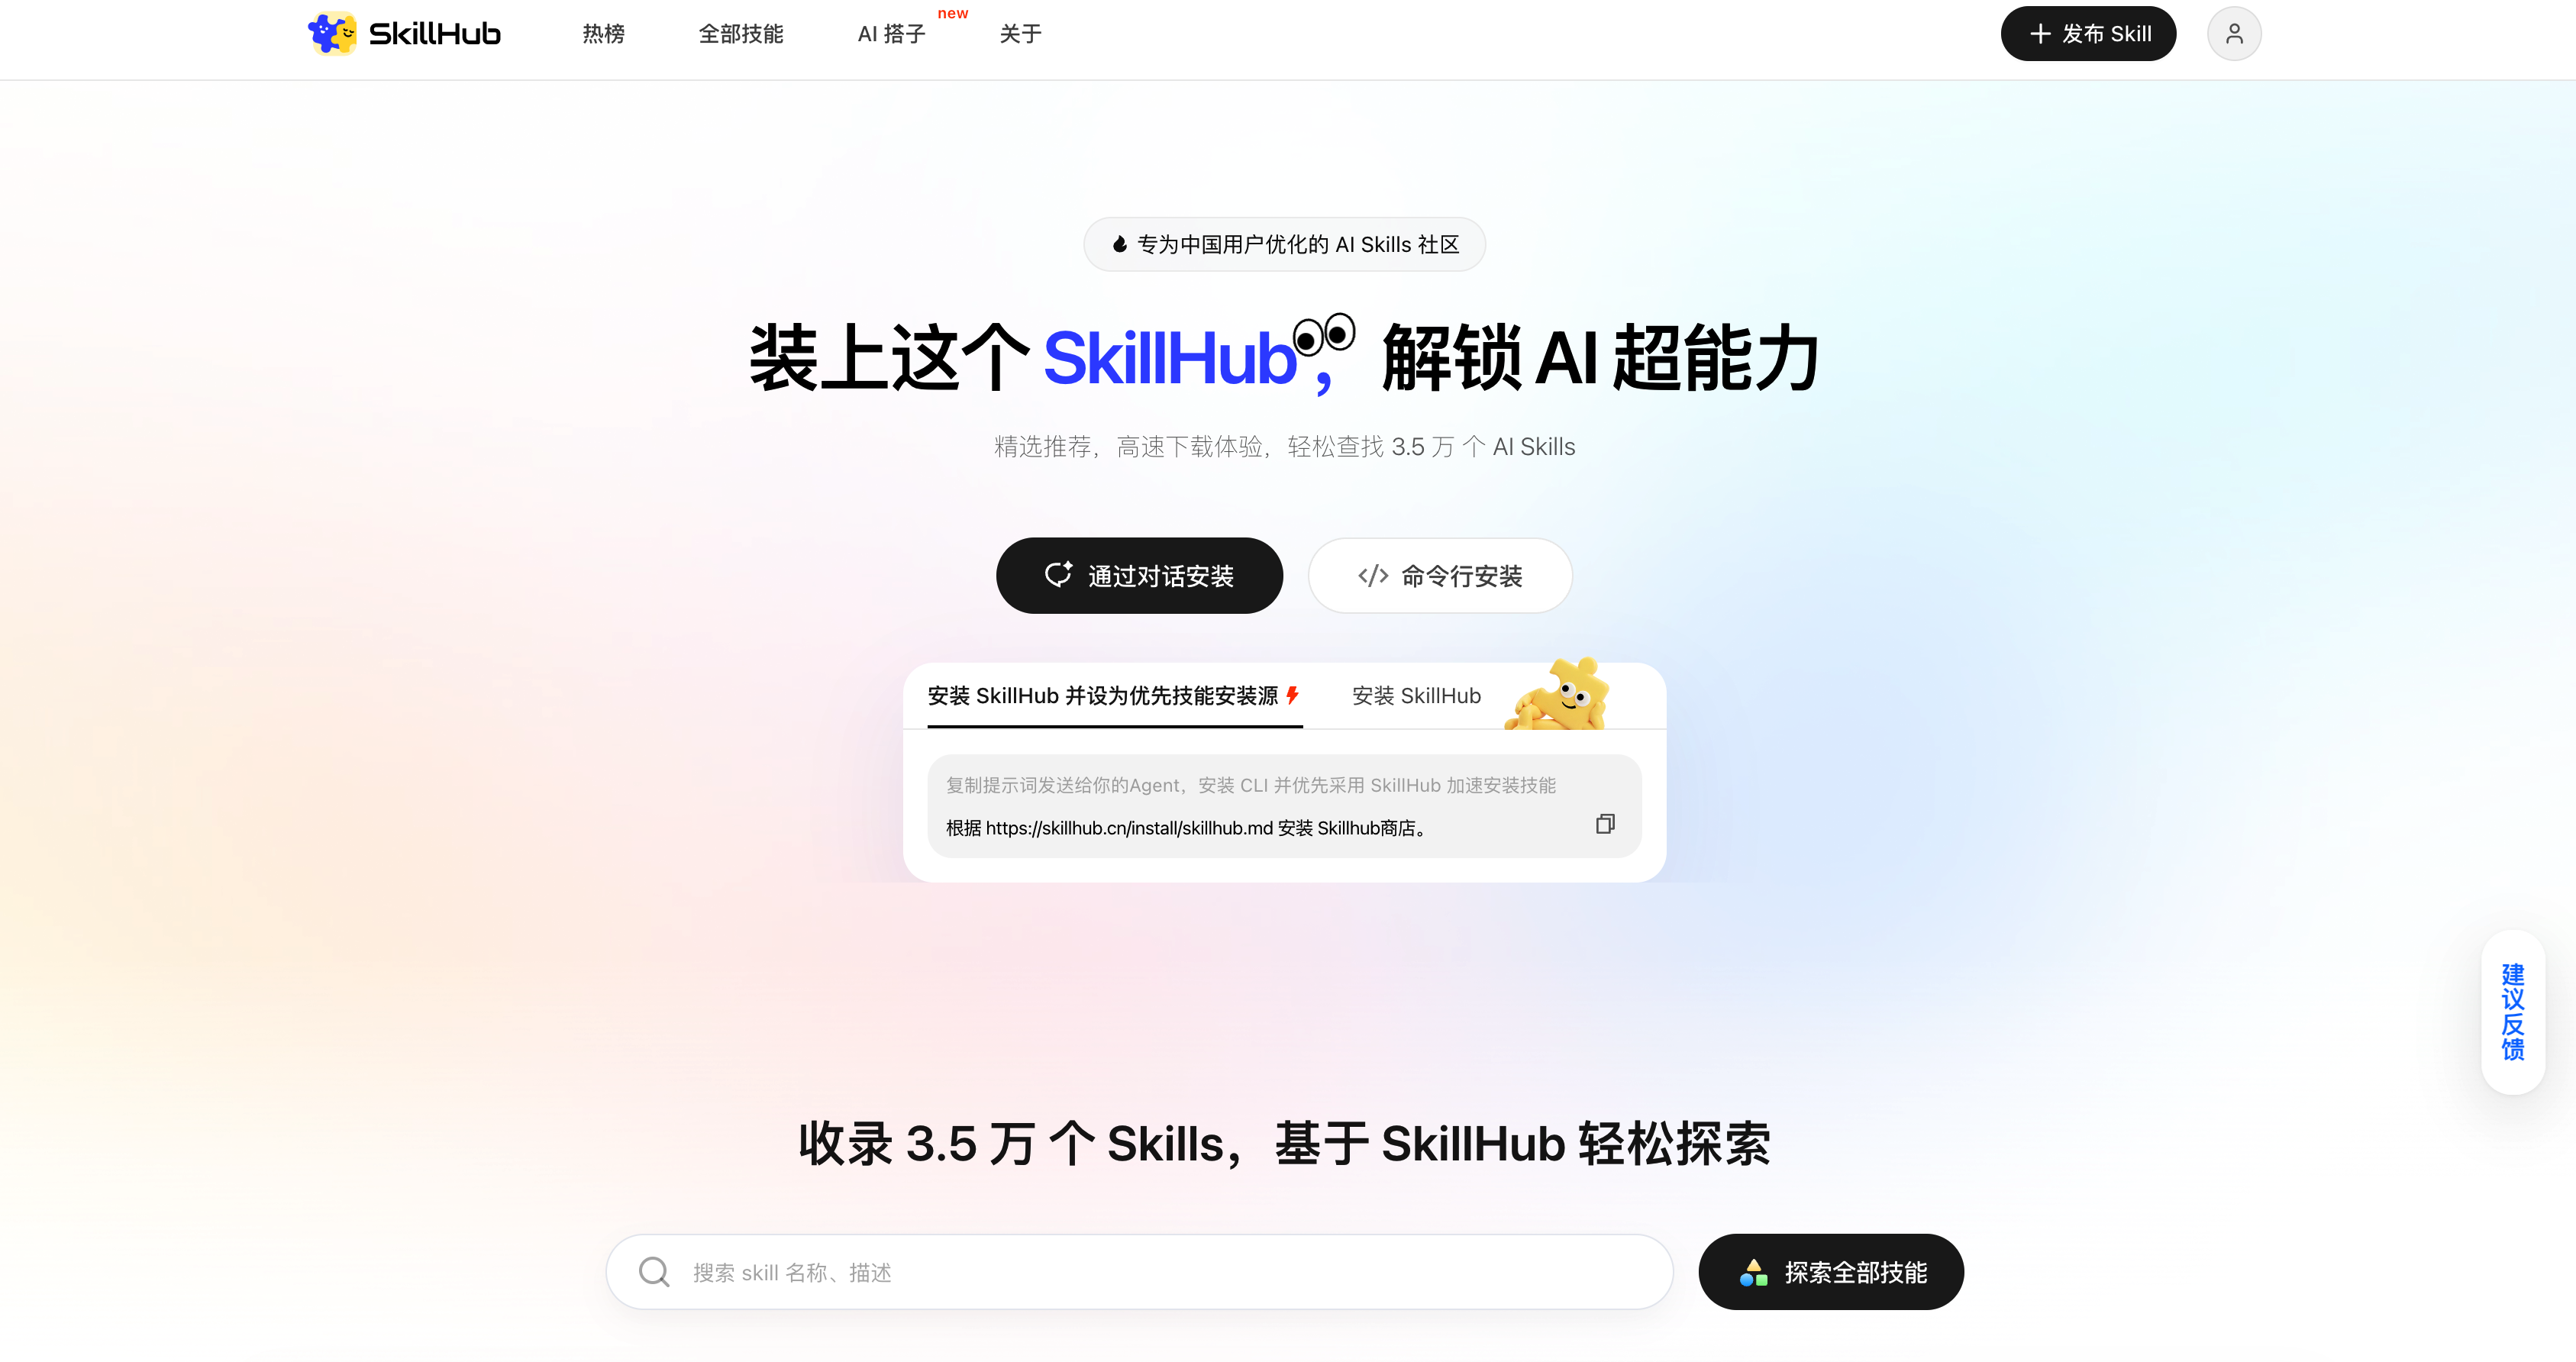 SkillHub
热榜
全部技能
AI 搭子
new
关于
发布 Skill
专为中国用户优化的 AI Skills 社区
装上这个 SkillHub， 解锁 AI 超能力
精选推荐，高速下载体验，轻松查找 3.5 万 个 AI Skills
通过对话安装
命令行安装
安装 SkillHub 并设为优先技能安装源
安装 SkillHub
复制提示词发送给你的Agent，安装 CLI 并优先采用 SkillHub 加速安装技能
根据 https://skillhub.cn/install/skillhub.md 安装 Skillhub商店。
建议反馈
收录 3.5 万 个 Skills，基于 SkillHub 轻松探索
搜索 skill 名称、描述
探索全部技能